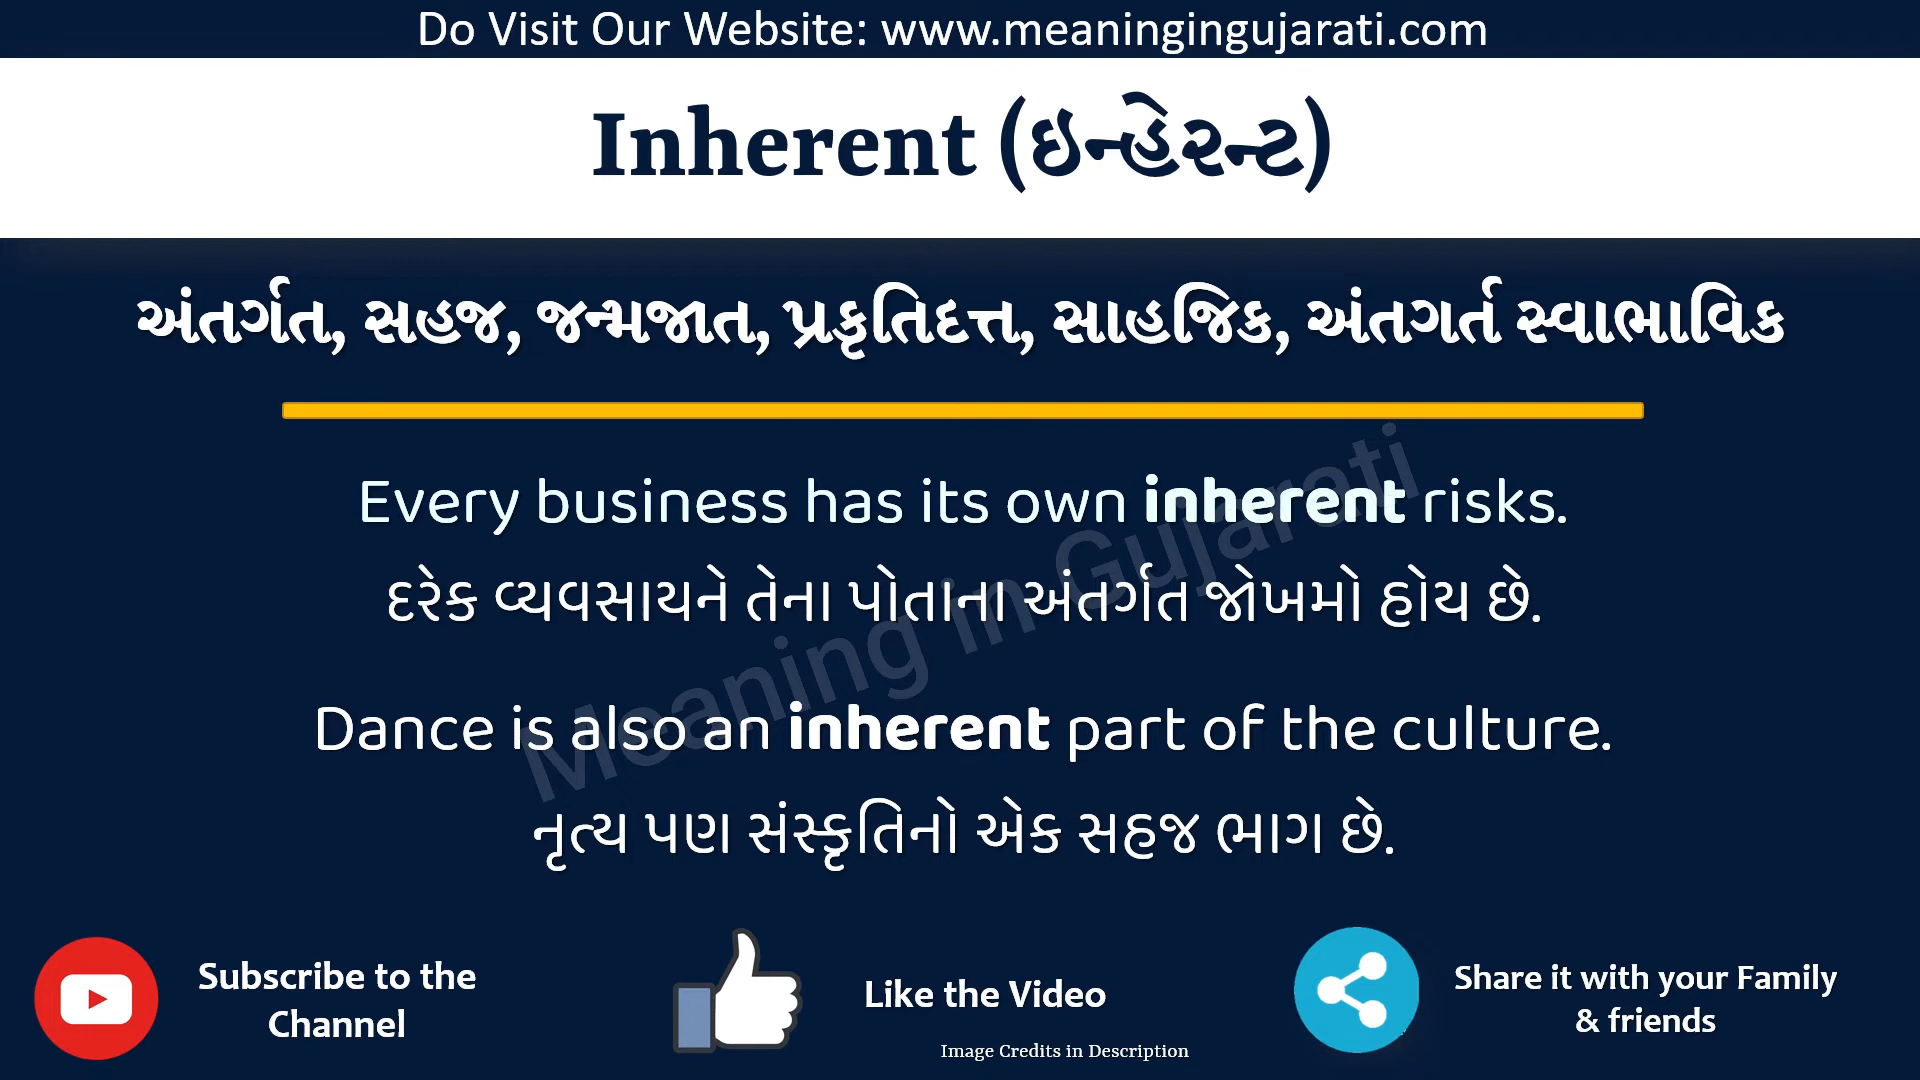 Do Visit Our Website: www.meaningingujarati.com
Inherent (ઇન્હેરન્ટ)
અંતર્ગત, સહજ, જન્મજાત, પ્રકૃતિદત્ત, સાહજિક, અંતગર્ત સ્વાભાવિક
Every business has its own inherent risks.
દરેક વ્યવસાયને તેના પોતાના અંતર્ગત જોખમો હોય છે.
Meaning in Gujarati
Dance is also an inherent part of the culture.
નૃત્ય પણ સંસ્કૃતિનો એક સહજ ભાગ છે.
Subscribe to the
Channel
Like the Video
Share it with your Family
& friends
Image Credits in Description